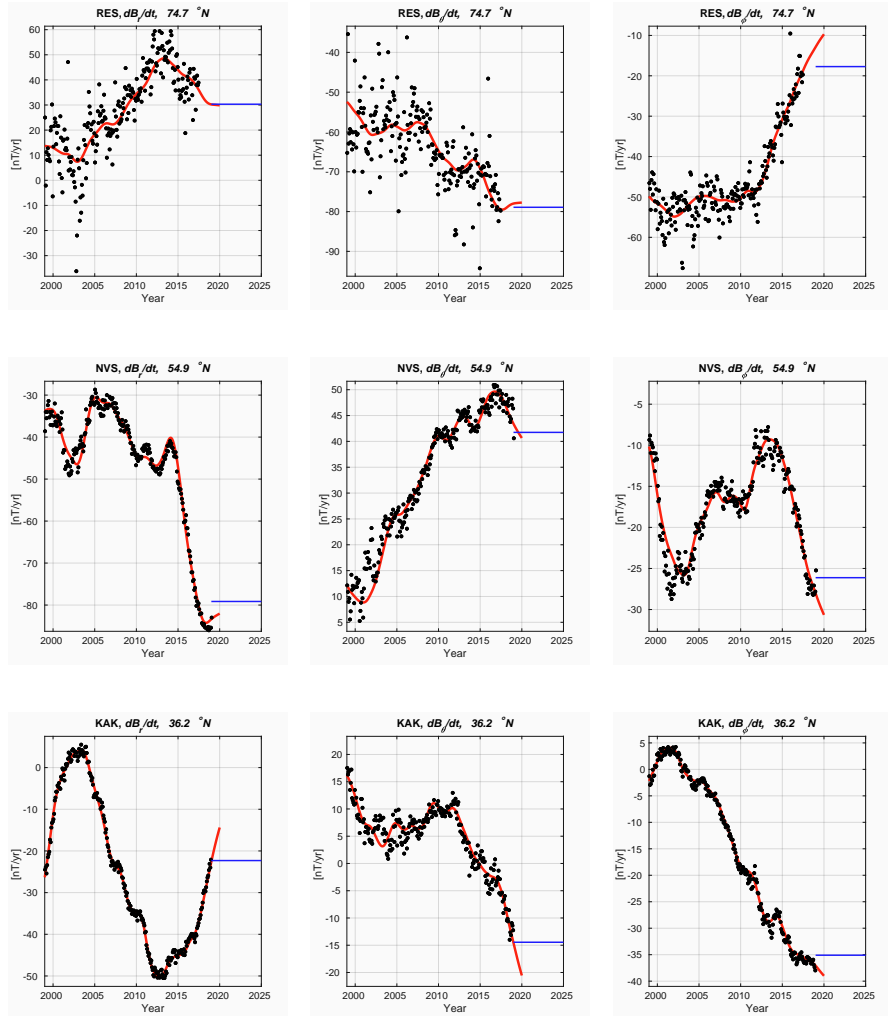 RES, dB_r/dt, 74.7 °N
60
50
40
30
20
10
0
-10
-20
-30
[nT/yr]
2000 2005 2010 2015 2020 2025
Year
RES, dB_θ/dt, 74.7 °N
-40
-50
-60
-70
-80
-90
[nT/yr]
2000 2005 2010 2015 2020 2025
Year
RES, dB_φ/dt, 74.7 °N
-10
-20
-30
-40
-50
-60
[nT/yr]
2000 2005 2010 2015 2020 2025
Year
NVS, dB_r/dt, 54.9 °N
-30
-40
-50
-60
-70
-80
[nT/yr]
2000 2005 2010 2015 2020 2025
Year
NVS, dB_θ/dt, 54.9 °N
50
45
40
35
30
25
20
15
10
5
[nT/yr]
2000 2005 2010 2015 2020 2025
Year
NVS, dB_φ/dt, 54.9 °N
-5
-10
-15
-20
-25
-30
[nT/yr]
2000 2005 2010 2015 2020 2025
Year
KAK, dB_r/dt, 36.2 °N
0
-10
-20
-30
-40
-50
[nT/yr]
2000 2005 2010 2015 2020 2025
Year
KAK, dB_θ/dt, 36.2 °N
20
15
10
5
0
-5
-10
-15
-20
[nT/yr]
2000 2005 2010 2015 2020 2025
Year
KAK, dB_φ/dt, 36.2 °N
5
0
-5
-10
-15
-20
-25
-30
-35
-40
[nT/yr]
2000 2005 2010 2015 2020 2025
Year